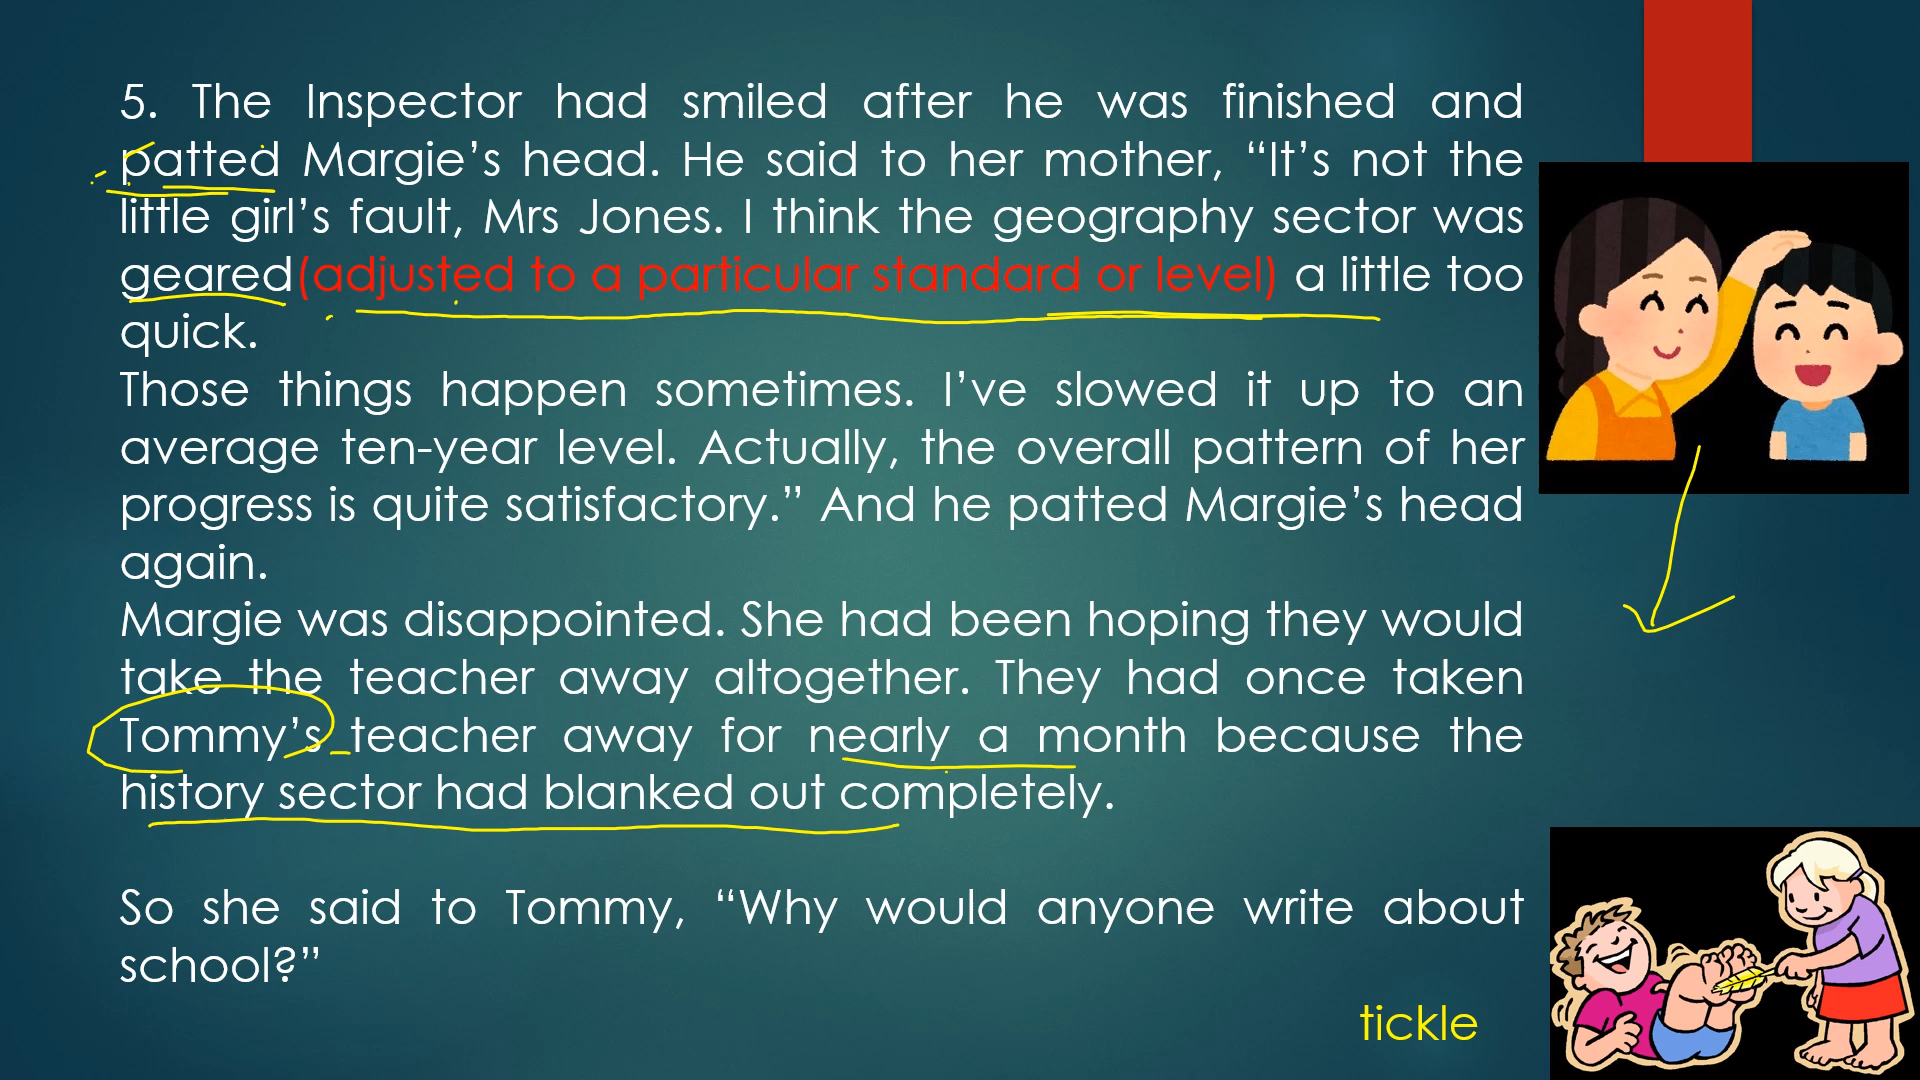 5. The Inspector had smiled after he was finished and
patted Margie’s head. He said to her mother, “It’s not the
little girl’s fault, Mrs Jones. I think the geography sector was
geared(adjusted to a particular standard or level) a little too
quick.
Those things happen sometimes. I’ve slowed it up to an
average ten-year level. Actually, the overall pattern of her
progress is quite satisfactory.” And he patted Margie’s head
again.
Margie was disappointed. She had been hoping they would
take the teacher away altogether. They had once taken
Tommy’s teacher away for nearly a month because the
history sector had blanked out completely.
So she said to Tommy, “Why would anyone write about
school?”
tickle